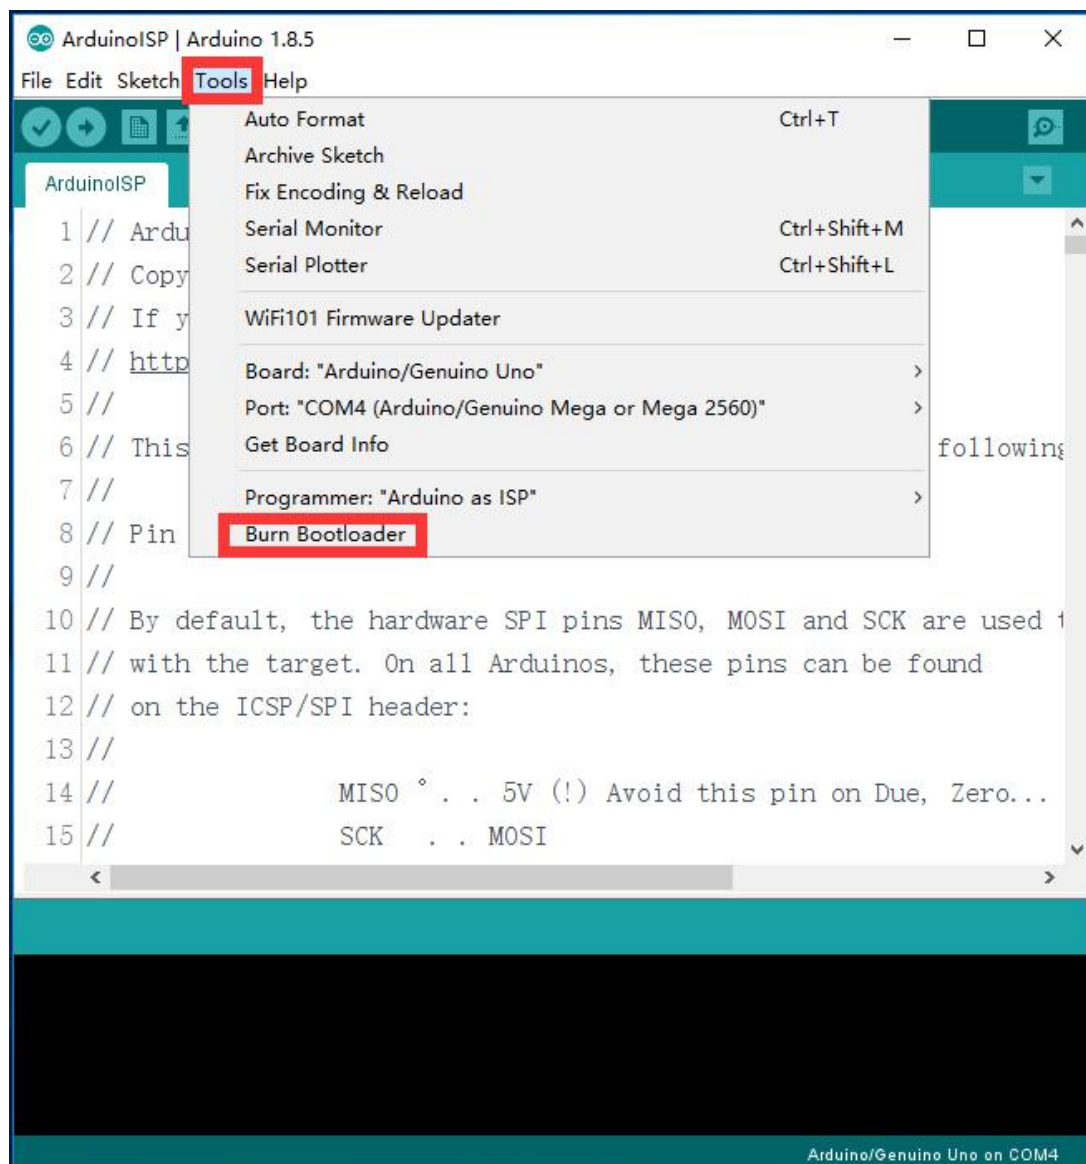 ArduinoISP | Arduino 1.8.5
File Edit Sketch Tools Help
Auto Format Ctrl+T
Archive Sketch
Fix Encoding & Reload
Serial Monitor Ctrl+Shift+M
Serial Plotter Ctrl+Shift+L
WiFi101 Firmware Updater
Board: "Arduino/Genuino Uno"
Port: "COM4 (Arduino/Genuino Mega or Mega 2560)"
Get Board Info
Programmer: "Arduino as ISP"
Burn Bootloader
ArduinoISP
1 // Ardu
2 // Copy
3 // If y
4 // http
5 //
6 // This following
7 //
8 // Pin
9 //
10 // By default, the hardware SPI pins MISO, MOSI and SCK are used t
11 // with the target. On all Arduinos, these pins can be found
12 // on the ICSP/SPI header:
13 //
14 // MISO °. . 5V (!) Avoid this pin on Due, Zero...
15 // SCK . . MOSI
Arduino/Genuino Uno on COM4